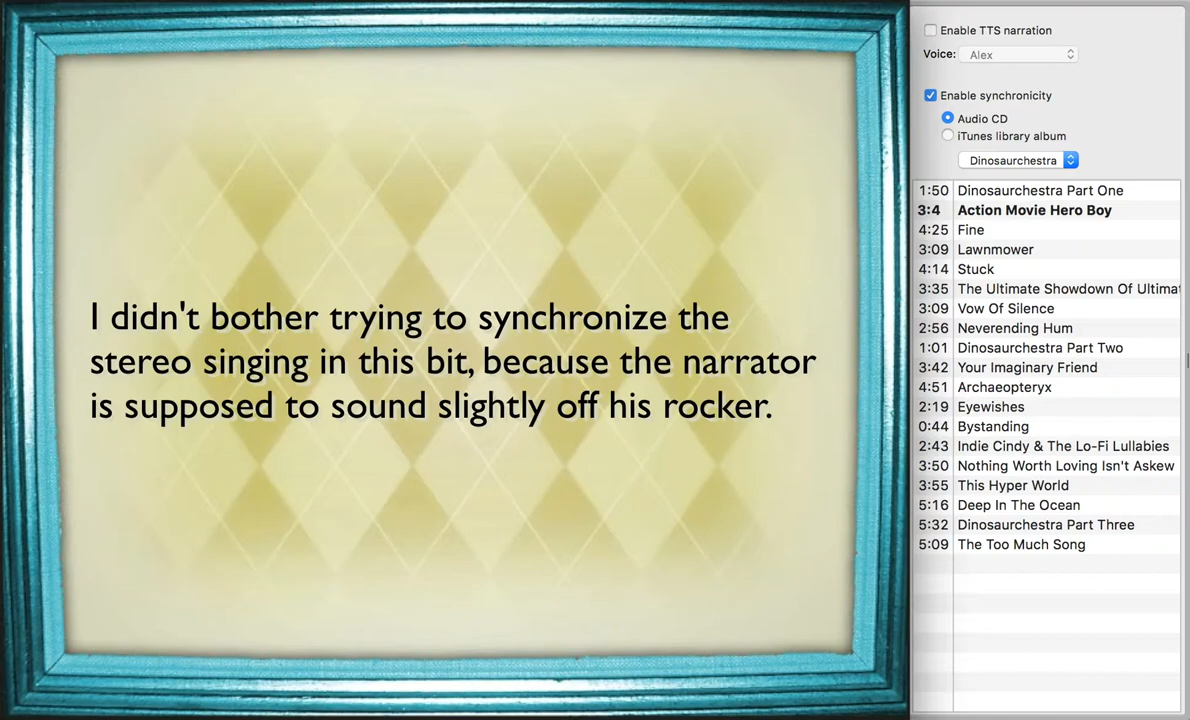 I didn't bother trying to synchronize the
stereo singing in this bit, because the narrator
is supposed to sound slightly off his rocker.
Enable TTS narration
Voice: Alex
Enable synchronicity
Audio CD
iTunes library album
Dinosaurchestra
1:50 Dinosaurchestra Part One
3:4 Action Movie Hero Boy
4:25 Fine
3:09 Lawnmower
4:14 Stuck
3:35 The Ultimate Showdown Of Ultimat
3:09 Vow Of Silence
2:56 Neverending Hum
1:01 Dinosaurchestra Part Two
3:42 Your Imaginary Friend
4:51 Archaeopteryx
2:19 Eyewishes
0:44 Bystanding
2:43 Indie Cindy & The Lo-Fi Lullabies
3:50 Nothing Worth Loving Isn't Askew
3:55 This Hyper World
5:16 Deep In The Ocean
5:32 Dinosaurchestra Part Three
5:09 The Too Much Song